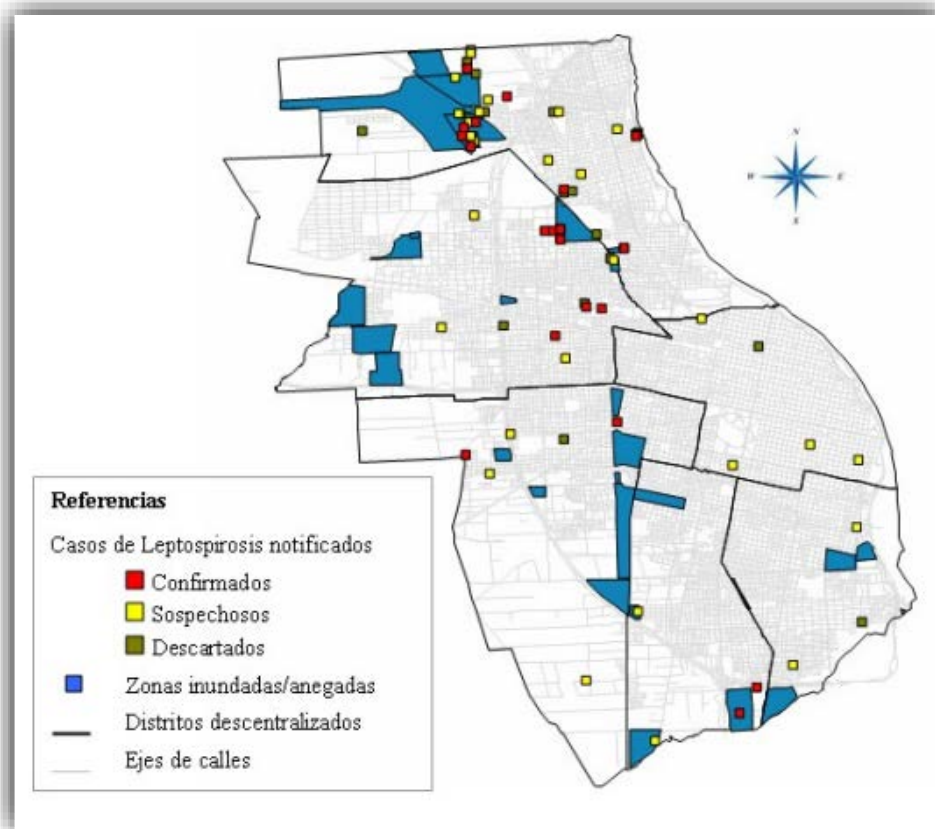 N
W E
S
Referencias
Casos de Leptospirosis notificados
Confirmados
Sospechosos
Descartados
Zonas inundadas/anegadas
Distritos descentralizados
Ejes de calles